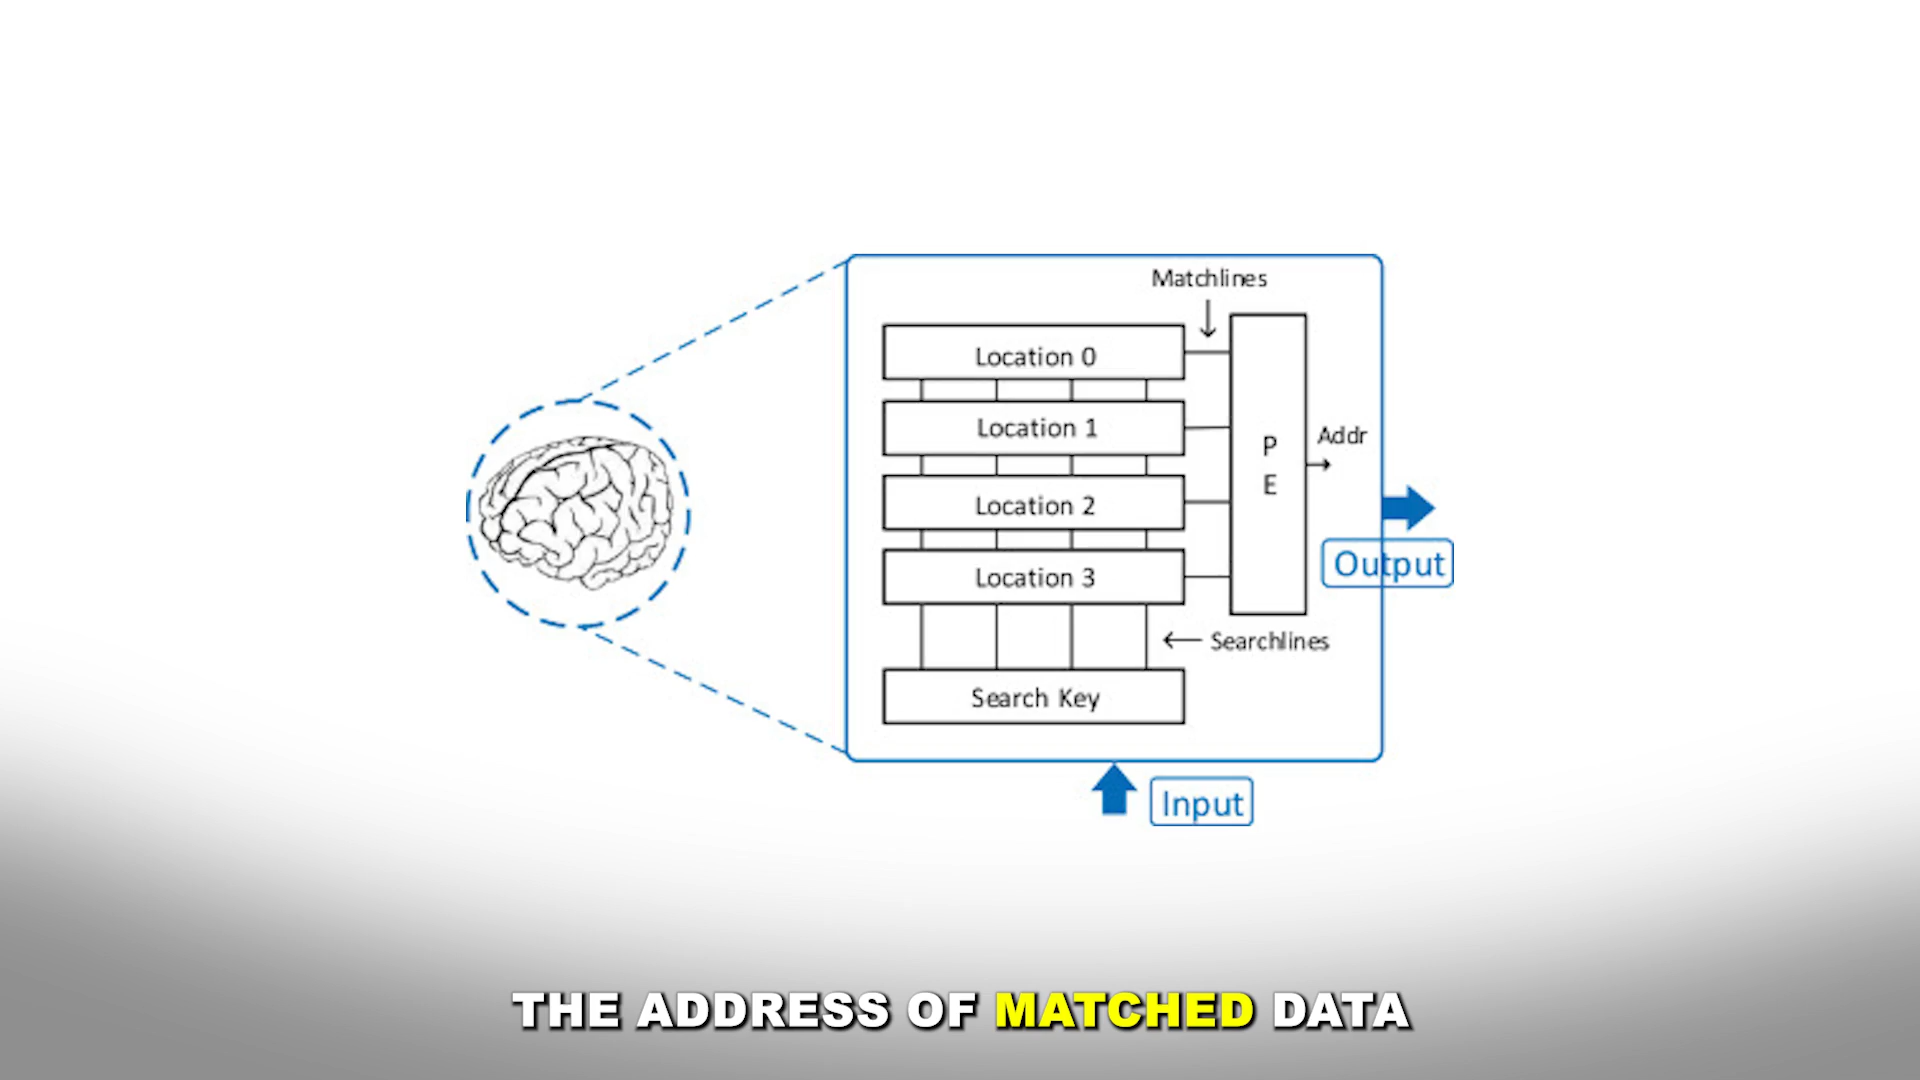 Matchlines
Location 0
Location 1
Location 2
Location 3
P
E
Addr
Output
Searchlines
Search Key
Input
THE ADDRESS OF MATCHED DATA